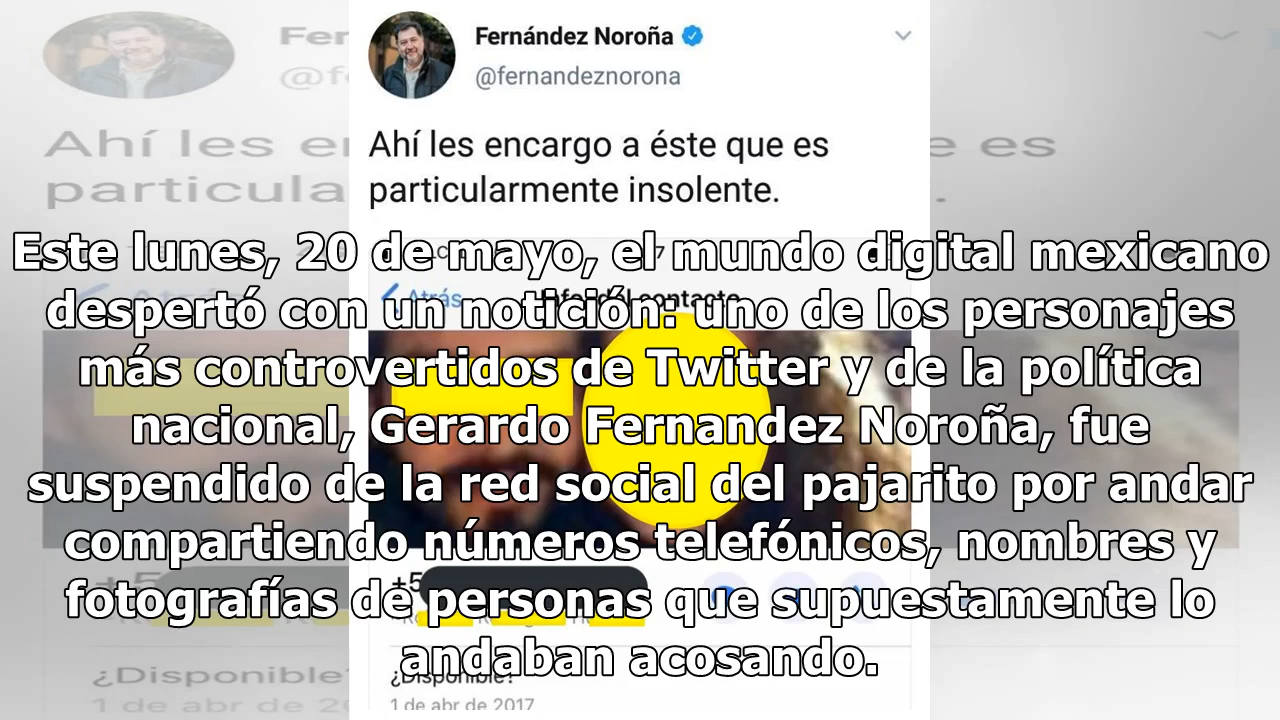 Fernández Noroña
@fernandeznorona
Ahí les encargo a éste que es
particularmente insolente.
Este lunes, 20 de mayo, el mundo digital mexicano
despertó con un notición: uno de los personajes
más controvertidos de Twitter y de la política
nacional, Gerardo Fernandez Noroña, fue
suspendido de la red social del pajarito por andar
compartiendo números telefónicos, nombres y
fotografías de personas que supuestamente lo
andaban acosando.
Atrás
+5
¿Disponible?
1 de abr de 2017